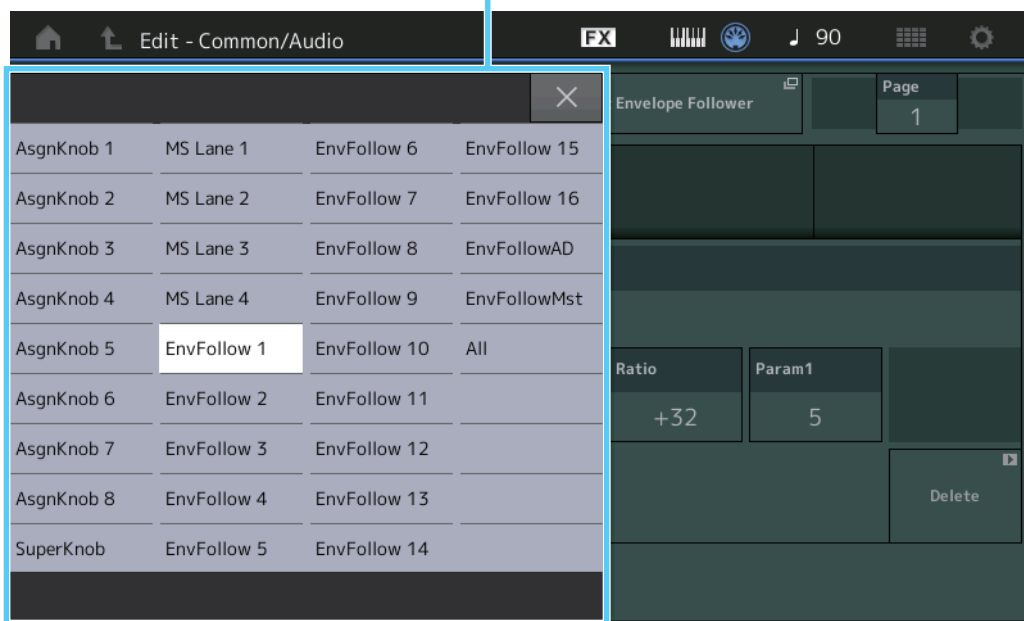 Edit - Common/Audio FX 90
Envelope Follower Page
1
AsgnKnob 1 MS Lane 1 EnvFollow 6 EnvFollow 15
AsgnKnob 2 MS Lane 2 EnvFollow 7 EnvFollow 16
AsgnKnob 3 MS Lane 3 EnvFollow 8 EnvFollowAD
AsgnKnob 4 MS Lane 4 EnvFollow 9 EnvFollowMst
AsgnKnob 5 EnvFollow 1 EnvFollow 10 All
AsgnKnob 6 EnvFollow 2 EnvFollow 11
AsgnKnob 7 EnvFollow 3 EnvFollow 12
AsgnKnob 8 EnvFollow 4 EnvFollow 13
SuperKnob EnvFollow 5 EnvFollow 14
Ratio Param1
+32 5
Delete